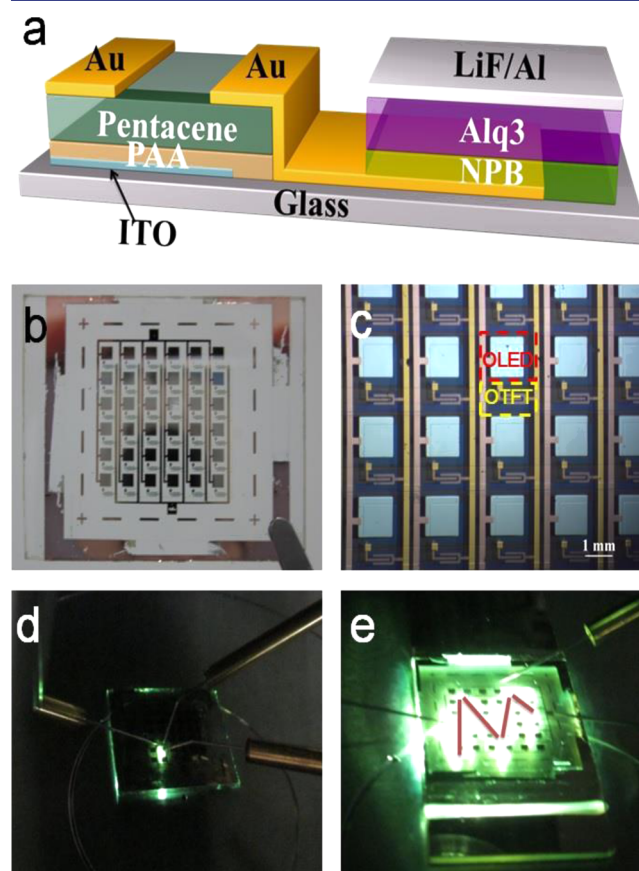 a
Au
Au
LiF/Al
Pentacene
Alq3
PAA
NPB
Glass
ITO
b
c
OLED
OTFT
1 mm
d
e